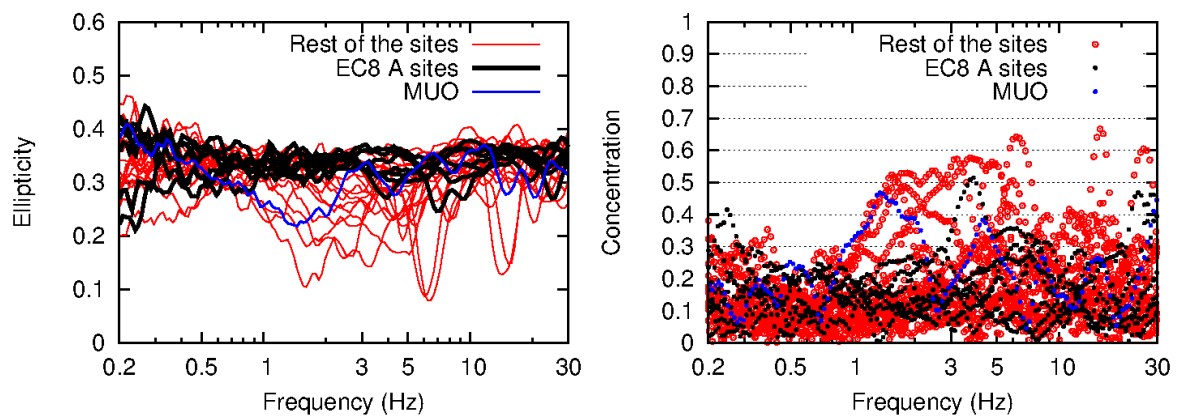 0.6
0.5
0.4
0.3
0.2
0.1
0
Ellipticity
Rest of the sites
EC8 A sites
MUO
0.2 0.5 1 2 5 10 30
Frequency (Hz)
1
0.9
0.8
0.7
0.6
0.5
0.4
0.3
0.2
0.1
0
Concentration
Rest of the sites
EC8 A sites
MUO
0.2 0.5 1 2 5 10 30
Frequency (Hz)